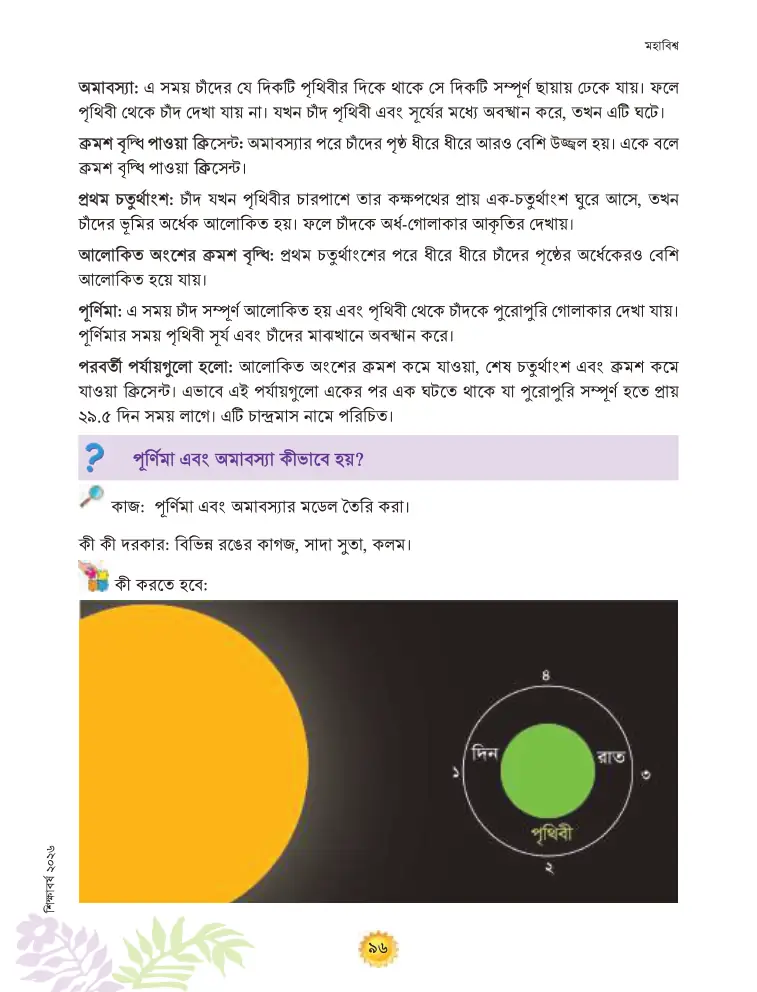 মহাবিশ্ব
অমাবস্যা: এ সময় চাঁদের যে দিকটি পৃথিবীর দিকে থাকে সে দিকটি সম্পূর্ণ ছায়ায় ঢেকে যায়। ফলে
পৃথিবী থেকে চাঁদ দেখা যায় না। যখন চাঁদ পৃথিবী এবং সূর্যের মধ্যে অবস্থান করে, তখন এটি ঘটে।
ক্রমশ বৃদ্ধি পাওয়া ক্রিসেন্ট: অমাবস্যার পরে চাঁদের পৃষ্ঠ ধীরে ধীরে আরও বেশি উজ্জ্বল হয়। একে বলে
ক্রমশ বৃদ্ধি পাওয়া ক্রিসেন্ট।
প্রথম চতুর্থাংশ: চাঁদ যখন পৃথিবীর চারপাশে তার কক্ষপথের প্রায় এক-চতুর্থাংশ ঘুরে আসে, তখন
চাঁদের ভূমির অর্ধেক আলোকিত হয়। ফলে চাঁদকে অর্ধ-গোলাকার আকৃতির দেখায়।
আলোকিত অংশের ক্রমশ বৃদ্ধি: প্রথম চতুর্থাংশের পরে ধীরে ধীরে চাঁদের পৃষ্ঠের অর্ধেকেরও বেশি
আলোকিত হয়ে যায়।
পূর্ণিমা: এ সময় চাঁদ সম্পূর্ণ আলোকিত হয় এবং পৃথিবী থেকে চাঁদকে পুরোপুরি গোলাকার দেখা যায়।
পূর্ণিমার সময় পৃথিবী সূর্য এবং চাঁদের মাঝখানে অবস্থান করে।
পরবর্তী পর্যায়গুলো হলো: আলোকিত অংশের ক্রমশ কমে যাওয়া, শেষ চতুর্থাংশ এবং ক্রমশ কমে
যাওয়া ক্রিসেন্ট। এভাবে এই পর্যায়গুলো একের পর এক ঘটতে থাকে যা পুরোপুরি সম্পূর্ণ হতে প্রায়
২৯.৫ দিন সময় লাগে। এটি চান্দ্রমাস নামে পরিচিত।
? পূর্ণিমা এবং অমাবস্যা কীভাবে হয়?
কাজ: পূর্ণিমা এবং অমাবস্যার মডেল তৈরি করা।
কী কী দরকার: বিভিন্ন রঙের কাগজ, সাদা সুতা, কলম।
কী করতে হবে:
৪
দিন
রাত
১
৩
পৃথিবী
২
শিক্ষাবর্ষ ২০২৬
৯৬